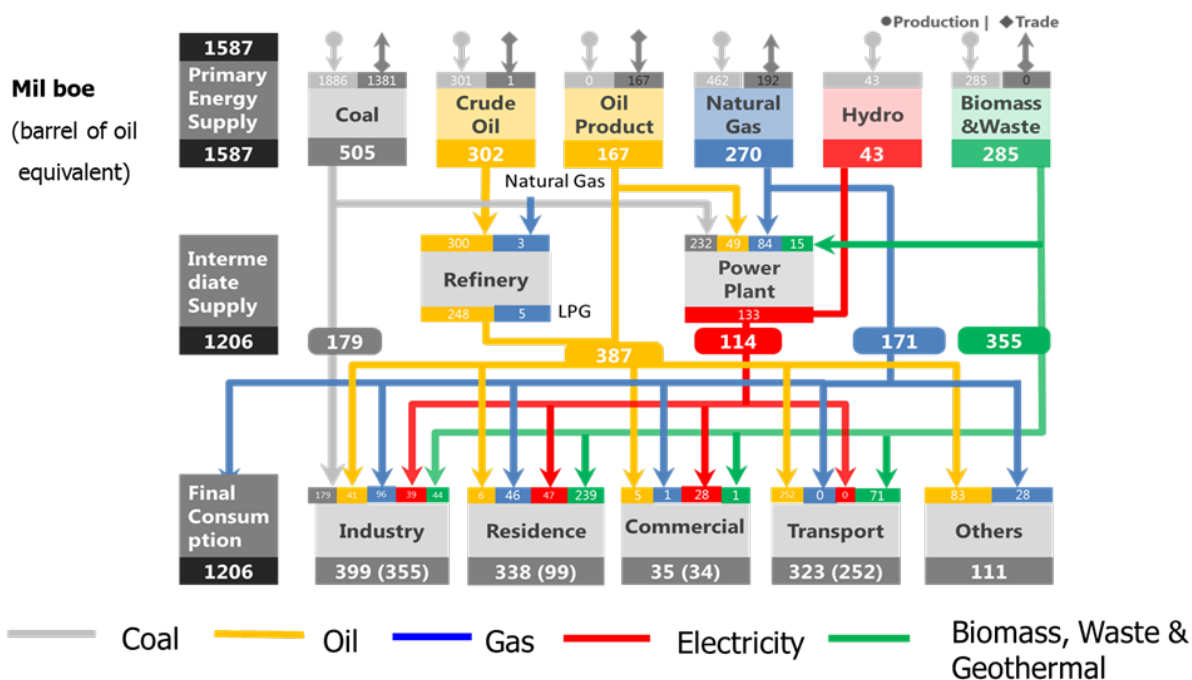 Production | Trade
Mil boe
(barrel of oil
equivalent)
1587
Primary
Energy
Supply
1587
1886 1381
Coal
505
301 1
Crude
Oil
302
0 167
Oil
Product
167
462 192
Natural
Gas
270
43
Hydro
43
285 0
Biomass
&Waste
285
Natural Gas
Interme
diate
Supply
1206
300 3
Refinery
248 5
LPG
232 49 84 15
Power
Plant
133
179
387
114
171
355
Final
Consum
ption
1206
179 41 96 39 44
Industry
399 (355)
6 46 47 239
Residence
338 (99)
5 1 28 1
Commercial
35 (34)
252 0 0 71
Transport
323 (252)
83 28
Others
111
Coal
Oil
Gas
Electricity
Biomass, Waste &
Geothermal